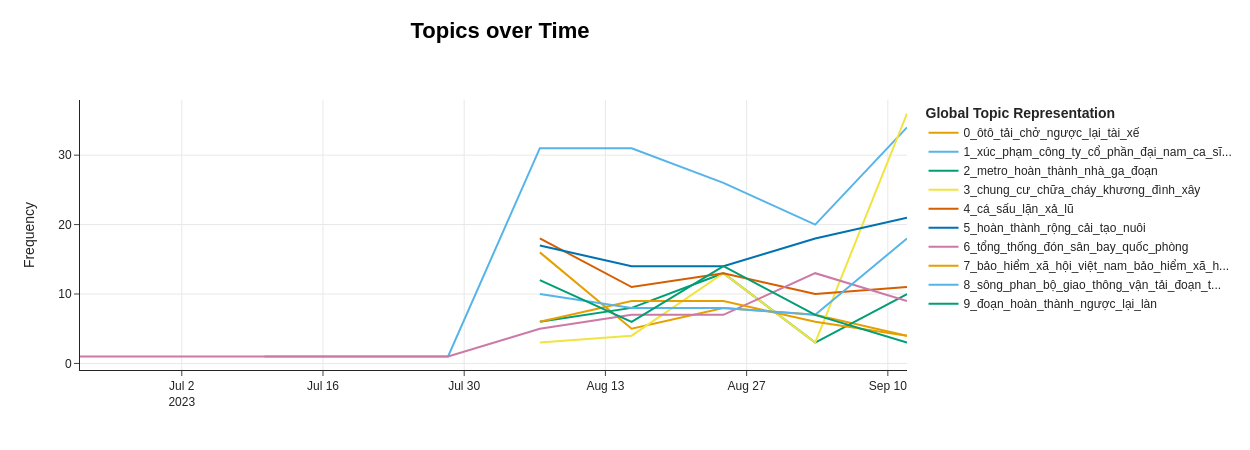 Topics over Time
Frequency
30
20
10
0
Jul 2
2023
Jul 16
Jul 30
Aug 13
Aug 27
Sep 10
Global Topic Representation
0_ôtô_tải_chở_ngược_lại_tài_xế
1_xúc_phạm_công_ty_cổ_phần_đại_nam_ca_sĩ...
2_metro_hoàn_thành_nhà_ga_đoạn
3_chung_cư_chữa_cháy_khương_đình_xây
4_cá_sấu_lặn_xả_lũ
5_hoàn_thành_rộng_cải_tạo_nuôi
6_tổng_thống_đón_sân_bay_quốc_phòng
7_bảo_hiểm_xã_hội_việt_nam_bảo_hiểm_xã_h...
8_sông_phan_bộ_giao_thông_vận_tải_đoạn_t...
9_đoạn_hoàn_thành_ngược_lại_làn